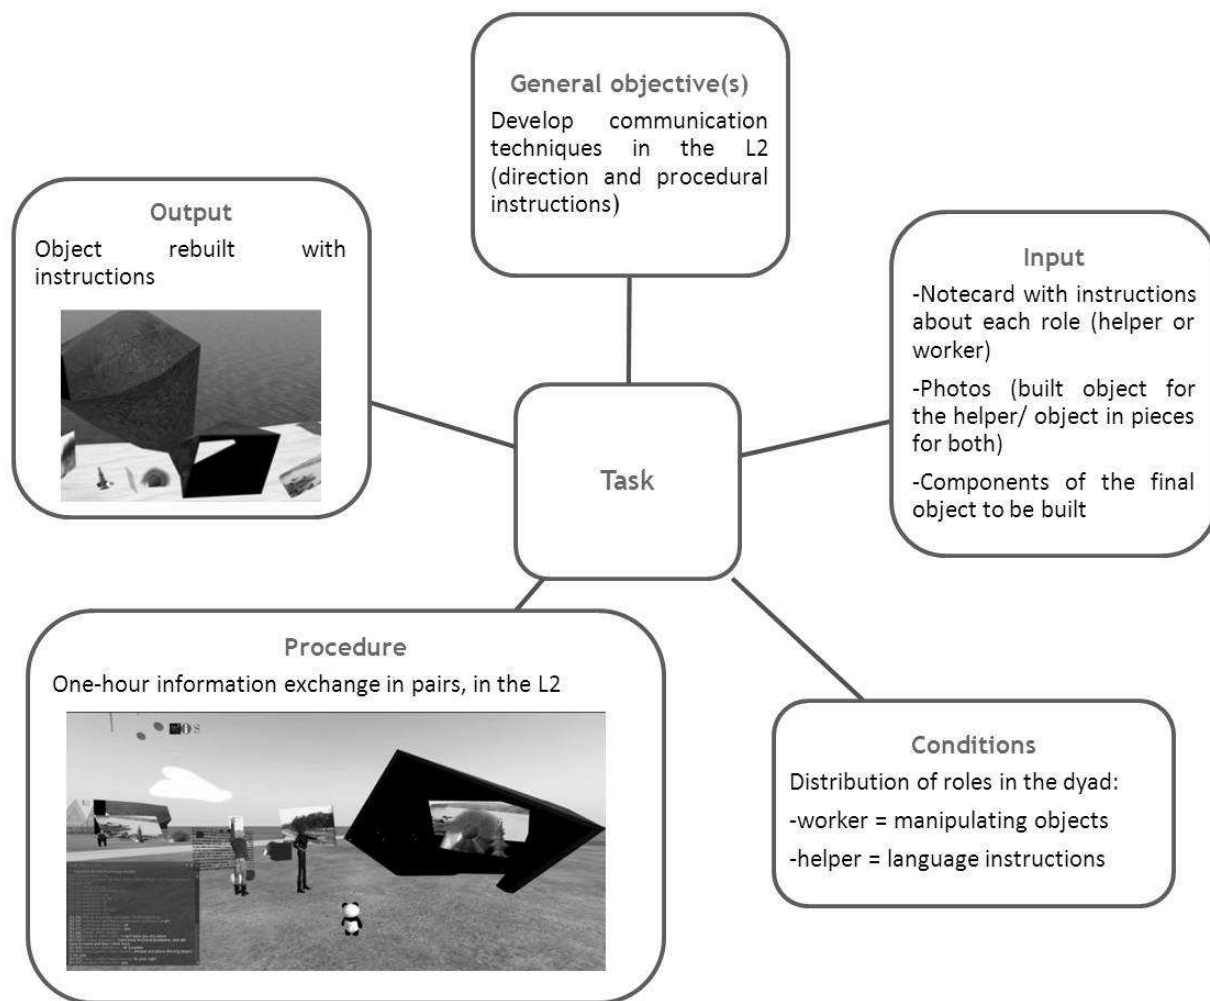 General objective(s)
Develop communication
techniques in the L2
(direction and procedural
instructions)
Output
Object rebuilt with
instructions
Input
-Notecard with instructions
about each role (helper or
worker)
-Photos (built object for
the helper/ object in pieces
for both)
-Components of the final
object to be built
Task
Procedure
One-hour information exchange in pairs, in the L2
Conditions
Distribution of roles in the dyad:
-worker = manipulating objects
-helper = language instructions